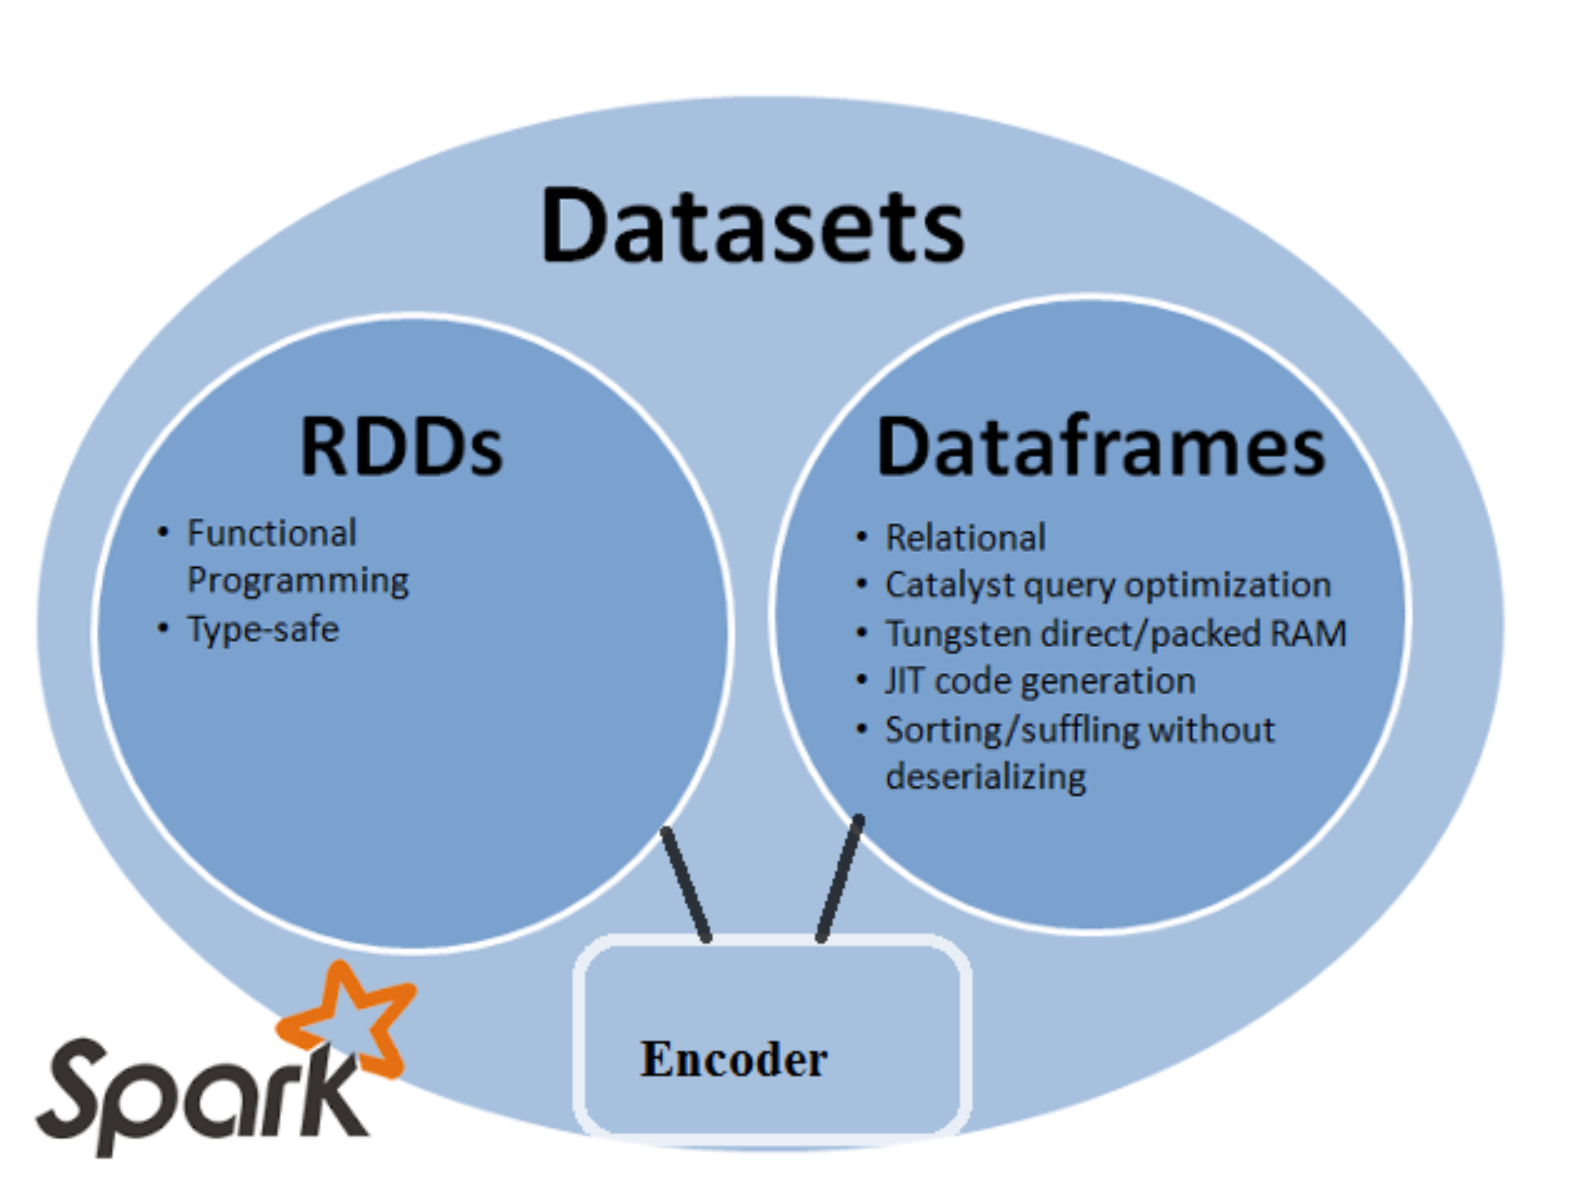 Datasets
RDDs
• Functional
Programming
• Type-safe
Dataframes
• Relational
• Catalyst query optimization
• Tungsten direct/packed RAM
• JIT code generation
• Sorting/suffling without
deserializing
Encoder
Spark